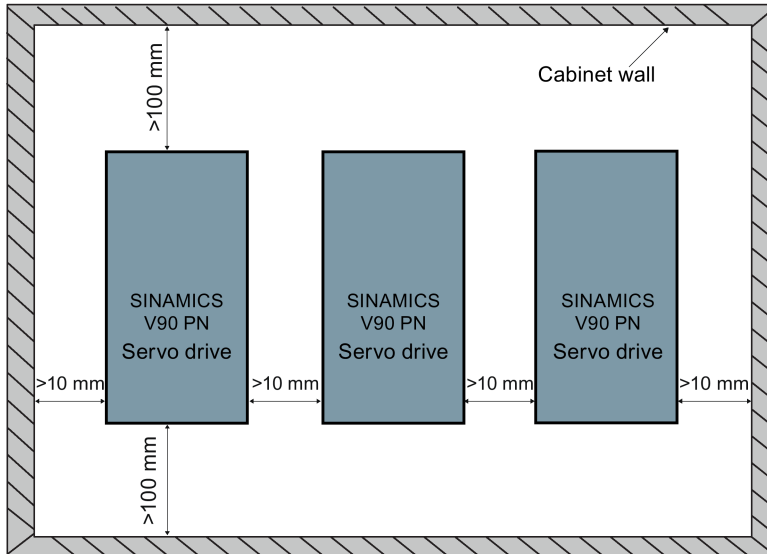 Cabinet wall
>100 mm
SINAMICS
V90 PN
Servo drive
SINAMICS
V90 PN
Servo drive
SINAMICS
V90 PN
Servo drive
>10 mm
>10 mm
>10 mm
>10 mm
>100 mm